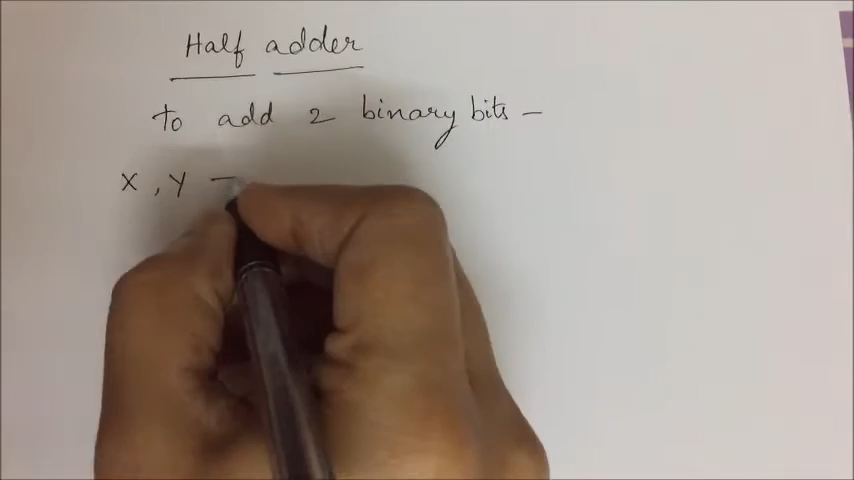 Half adder
to add 2 binary bits –
X , Y –